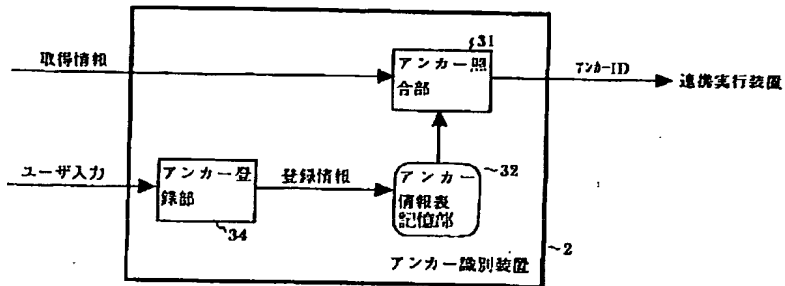 31
取得情報
アンカー照
合部
アンカーID
連携実行装置
ユーザ入力
アンカー登
録部
登録情報
アンカー
情報表
記憶部
32
34
アンカー識別装置
2